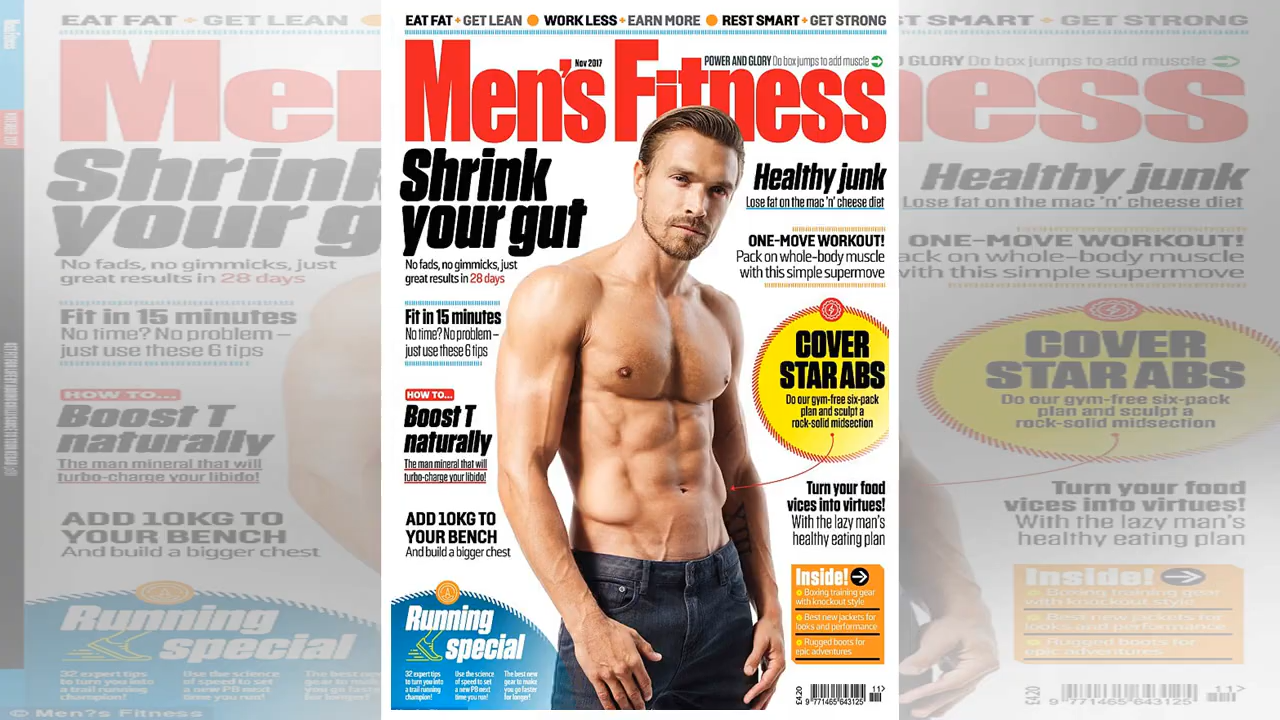 EAT FAT + GET LEAN ● WORK LESS + EARN MORE ● REST SMART + GET STRONG
Nov 2017
POWER AND GLORY Do box jumps to add muscle
Men's Fitness
Shrink
your gut
No fads, no gimmicks, just
great results in 28 days
Fit in 15 minutes
No time? No problem –
just use these 6 tips
HOW TO...
Boost T
naturally
The man mineral that will
turbo-charge your libido!
ADD 10KG TO
YOUR BENCH
And build a bigger chest
Running
special
32 expert tips
to turn you into
a trail running
champion!
Use the science
of speed to set
a new PB next
time you run!
The best new
gear to make
you go faster
for longer!
Healthy junk
Lose fat on the mac 'n' cheese diet
ONE-MOVE WORKOUT!
Pack on whole-body muscle
with this simple supermove
COVER
STAR ABS
Do our gym-free six-pack
plan and sculpt a
rock-solid midsection
Turn your food
vices into virtues!
With the lazy man's
healthy eating plan
Inside!
Boxing training gear
with knockout style
Best new jackets for
looks and performance
Rugged boots for
epic adventures
£4.20
11>
9 771465 643125
© Men?s Fitness